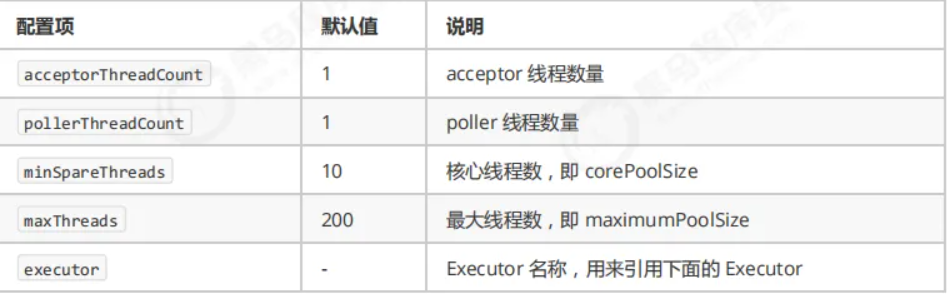 配置项 默认值 说明
acceptorThreadCount 1 acceptor 线程数量
pollerThreadCount 1 poller 线程数量
minSpareThreads 10 核心线程数，即 corePoolSize
maxThreads 200 最大线程数，即 maximumPoolSize
executor - Executor 名称，用来引用下面的 Executor